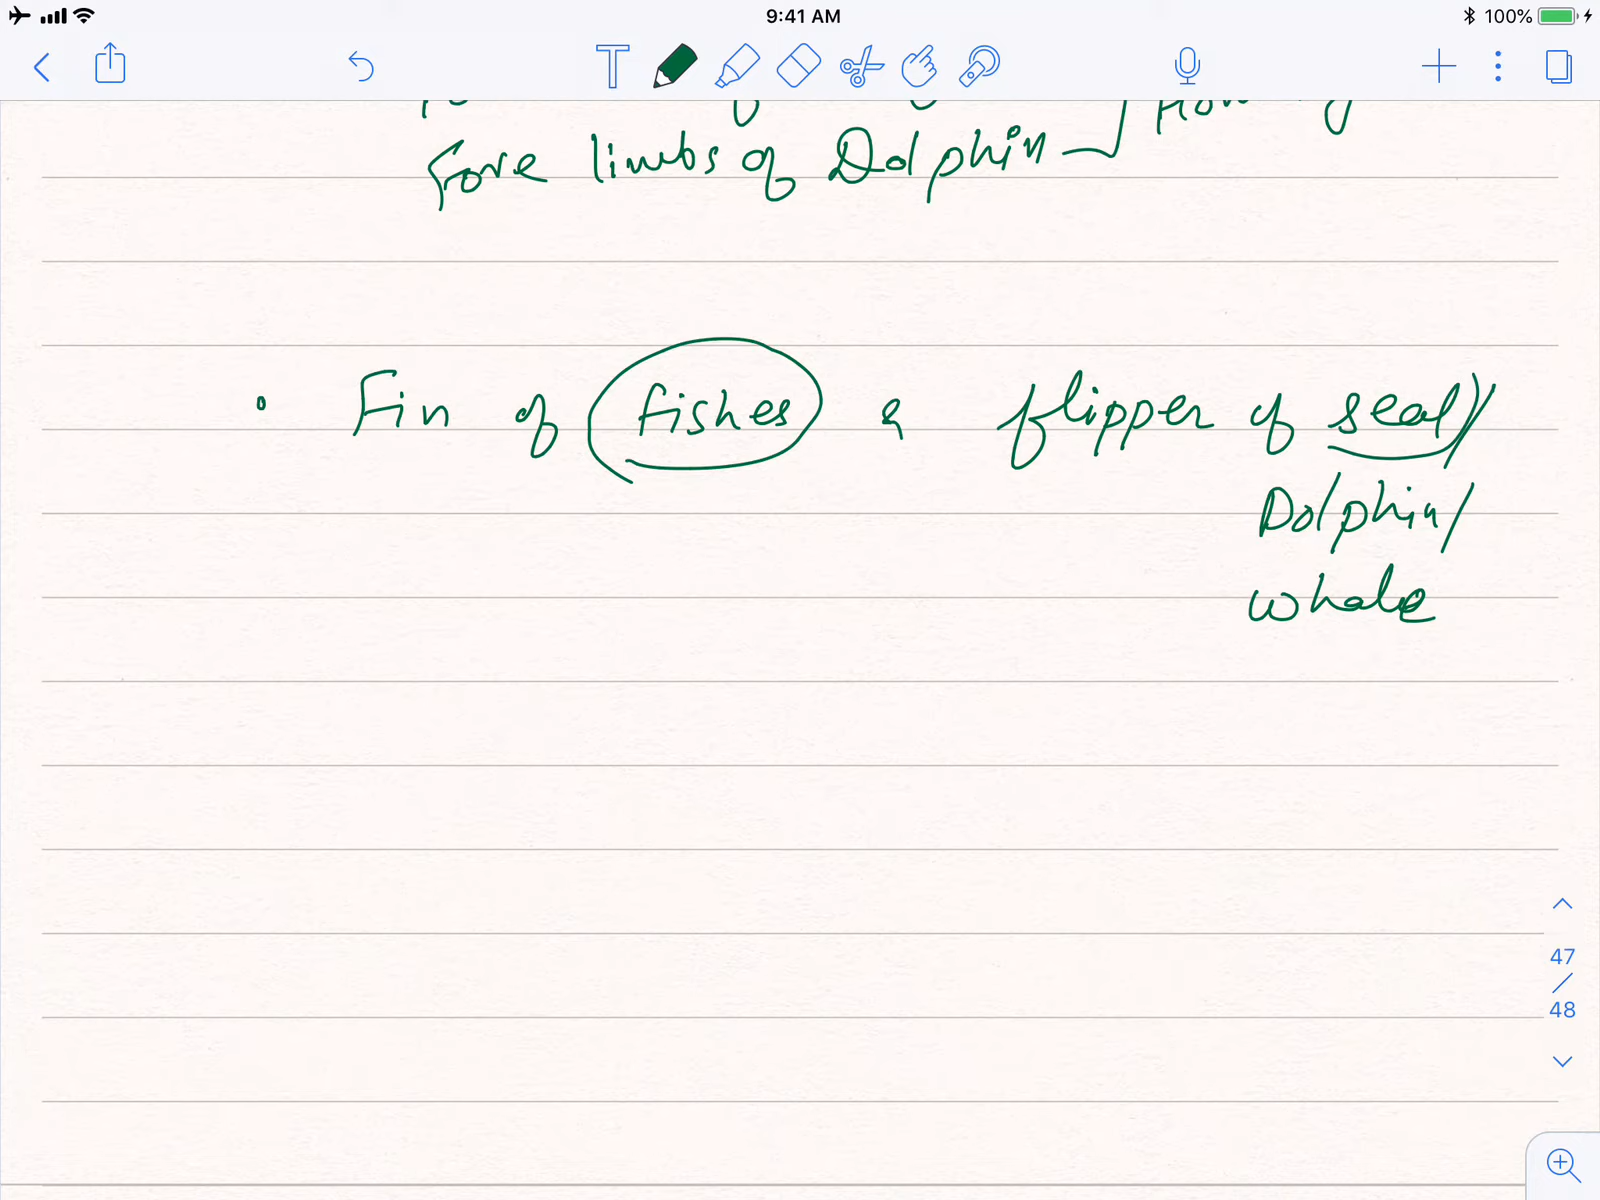 9:41 AM
100%
Fore limbs of Dolphin
• Fin of fishes & flipper of seal/
Dolphin/
whale
47
/
48